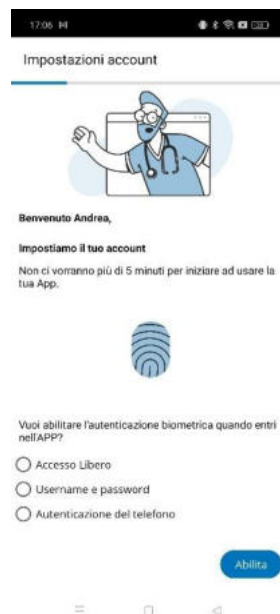 17:06
Impostazioni account
Benvenuto Andrea,
Impostiamo il tuo account
Non ci vorranno più di 5 minuti per iniziare ad usare la
tua App.
Vuoi abilitare l'autenticazione biometrica quando entri
nell'APP?
Accesso Libero
Username e password
Autenticazione del telefono
Abilita